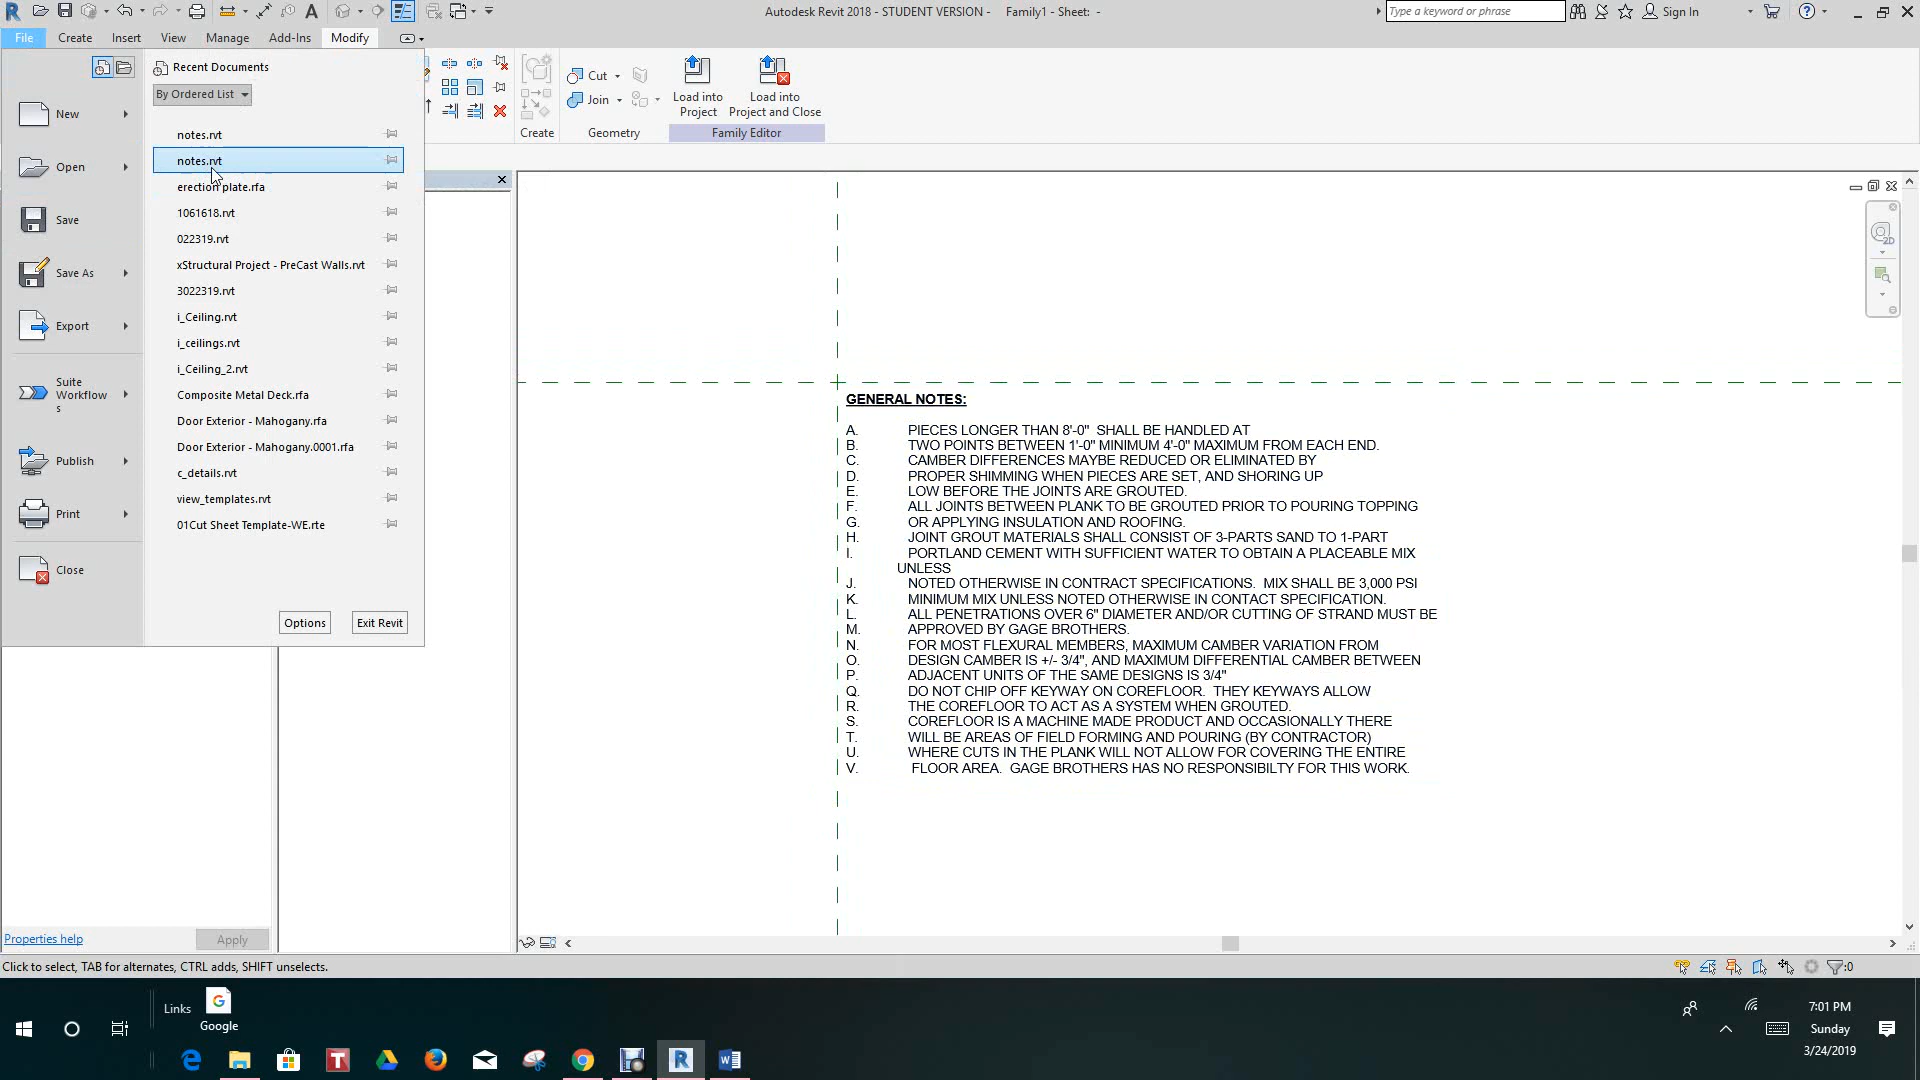 Autodesk Revit 2018 - STUDENT VERSION - Family1 - Sheet: -
Type a keyword or phrase
Sign In
File Create Insert View Manage Add-Ins Modify
Recent Documents
By Ordered List
New
Open
Save
Save As
Export
Suite
Workflow
s
Publish
Print
Close
notes.rvt
notes.rvt
erection plate.rfa
1061618.rvt
022319.rvt
xStructural Project - PreCast Walls.rvt
3022319.rvt
i_Ceiling.rvt
i_ceilings.rvt
i_Ceiling_2.rvt
Composite Metal Deck.rfa
Door Exterior - Mahogany.rfa
Door Exterior - Mahogany.0001.rfa
c_details.rvt
view_templates.rvt
01Cut Sheet Template-WE.rte
Options
Exit Revit
Cut
Join
Load into
Project
Load into
Project and Close
Create
Geometry
Family Editor
2D
GENERAL NOTES:
A. PIECES LONGER THAN 8'-0" SHALL BE HANDLED AT
B. TWO POINTS BETWEEN 1'-0" MINIMUM 4'-0" MAXIMUM FROM EACH END.
C. CAMBER DIFFERENCES MAYBE REDUCED OR ELIMINATED BY
D. PROPER SHIMMING WHEN PIECES ARE SET, AND SHORING UP
E. LOW BEFORE THE JOINTS ARE GROUTED.
F. ALL JOINTS BETWEEN PLANK TO BE GROUTED PRIOR TO POURING TOPPING
G. OR APPLYING INSULATION AND ROOFING.
H. JOINT GROUT MATERIALS SHALL CONSIST OF 3-PARTS SAND TO 1-PART
I. PORTLAND CEMENT WITH SUFFICIENT WATER TO OBTAIN A PLACEABLE MIX
UNLESS
J. NOTED OTHERWISE IN CONTRACT SPECIFICATIONS. MIX SHALL BE 3,000 PSI
K. MINIMUM MIX UNLESS NOTED OTHERWISE IN CONTACT SPECIFICATION.
L. ALL PENETRATIONS OVER 6" DIAMETER AND/OR CUTTING OF STRAND MUST BE
M. APPROVED BY GAGE BROTHERS.
N. FOR MOST FLEXURAL MEMBERS, MAXIMUM CAMBER VARIATION FROM
O. DESIGN CAMBER IS +/- 3/4", AND MAXIMUM DIFFERENTIAL CAMBER BETWEEN
P. ADJACENT UNITS OF THE SAME DESIGNS IS 3/4"
Q. DO NOT CHIP OFF KEYWAY ON COREFLOOR. THEY KEYWAYS ALLOW
R. THE COREFLOOR TO ACT AS A SYSTEM WHEN GROUTED.
S. COREFLOOR IS A MACHINE MADE PRODUCT AND OCCASIONALLY THERE
T. WILL BE AREAS OF FIELD FORMING AND POURING (BY CONTRACTOR)
U. WHERE CUTS IN THE PLANK WILL NOT ALLOW FOR COVERING THE ENTIRE
V. FLOOR AREA. GAGE BROTHERS HAS NO RESPONSIBILTY FOR THIS WORK.
Properties help
Apply
Click to select, TAB for alternates, CTRL adds, SHIFT unselects.
:0
Links
Google
7:01 PM
Sunday
3/24/2019